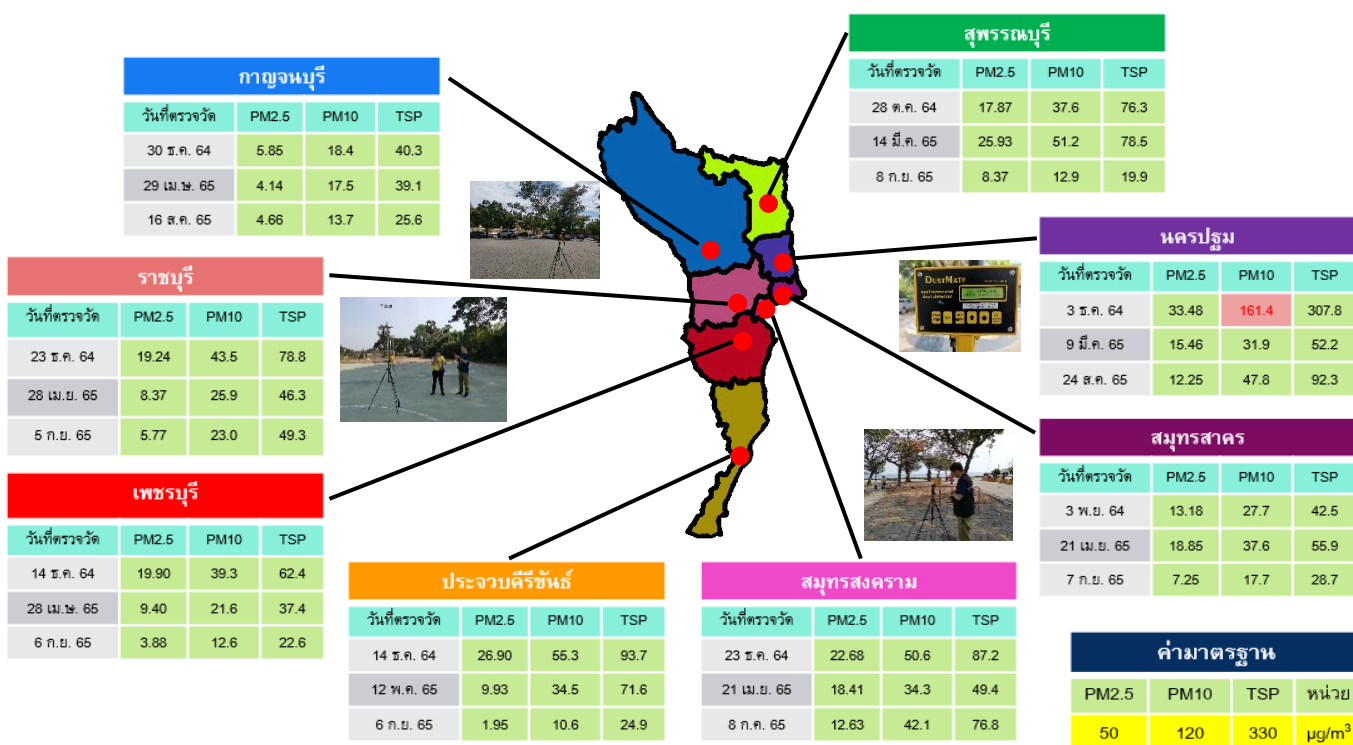 กาญจนบุรี
วันที่ตรวจวัด PM2.5 PM10 TSP
30 ธ.ค. 64 5.85 18.4 40.3
29 เม.ษ. 65 4.14 17.5 39.1
16 ส.ค. 65 4.66 13.7 25.6
สุพรรณบุรี
วันที่ตรวจวัด PM2.5 PM10 TSP
28 ต.ค. 64 17.87 37.6 76.3
14 มี.ค. 65 25.93 51.2 78.5
8 ก.ย. 65 8.37 12.9 19.9
ราชบุรี
วันที่ตรวจวัด PM2.5 PM10 TSP
23 ธ.ค. 64 19.24 43.5 78.8
28 เม.ย. 65 8.37 25.9 46.3
5 ก.ย. 65 5.77 23.0 49.3
นครปฐม
วันที่ตรวจวัด PM2.5 PM10 TSP
3 ธ.ค. 64 33.48 161.4 307.8
9 มี.ค. 65 15.46 31.9 52.2
24 ส.ค. 65 12.25 47.8 92.3
DUSTMATE
เพชรบุรี
วันที่ตรวจวัด PM2.5 PM10 TSP
14 ธ.ค. 64 19.90 39.3 62.4
28 เม.ษ. 65 9.40 21.6 37.4
6 ก.ย. 65 3.88 12.6 22.6
สมุทรสาคร
วันที่ตรวจวัด PM2.5 PM10 TSP
3 พ.ย. 64 13.18 27.7 42.5
21 เม.ย. 65 18.85 37.6 55.9
7 ก.ย. 65 7.25 17.7 28.7
ประจวบคีรีขันธ์
วันที่ตรวจวัด PM2.5 PM10 TSP
14 ธ.ค. 64 26.90 55.3 93.7
12 พ.ค. 65 9.93 34.5 71.6
6 ก.ย. 65 1.95 10.6 24.9
สมุทรสงคราม
วันที่ตรวจวัด PM2.5 PM10 TSP
23 ธ.ค. 64 22.68 50.6 87.2
21 เม.ย. 65 18.41 34.3 49.4
8 ก.ค. 65 12.63 42.1 76.8
ค่ามาตรฐาน
PM2.5 PM10 TSP หน่วย
50 120 330 µg/m³